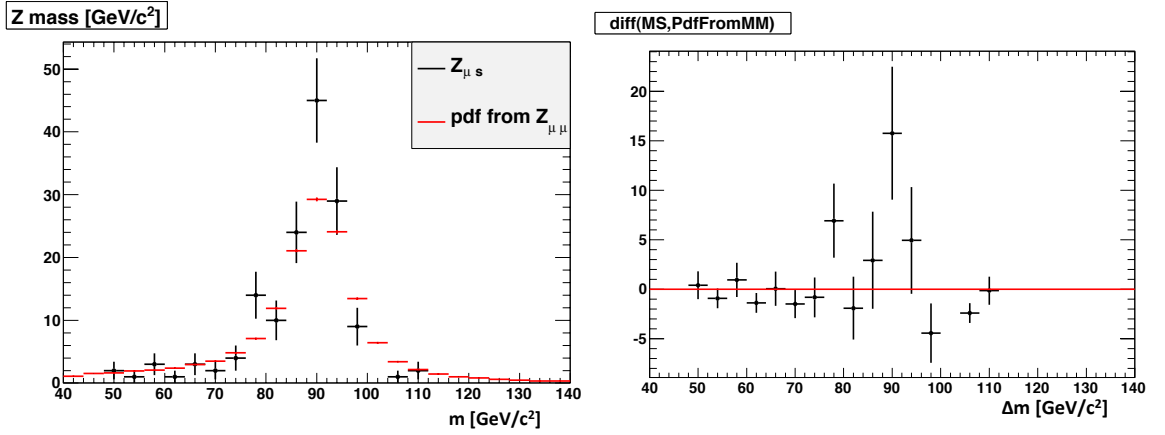 Z mass [GeV/c²]
50
40
30
20
10
0
Z μ s
pdf from Z μ μ
40 50 60 70 80 90 100 110 120 130 140
m [GeV/c²]
diff(MS,PdfFromMM)
20
15
10
5
0
-5
40 50 60 70 80 90 100 110 120 130 140
Δm [GeV/c²]